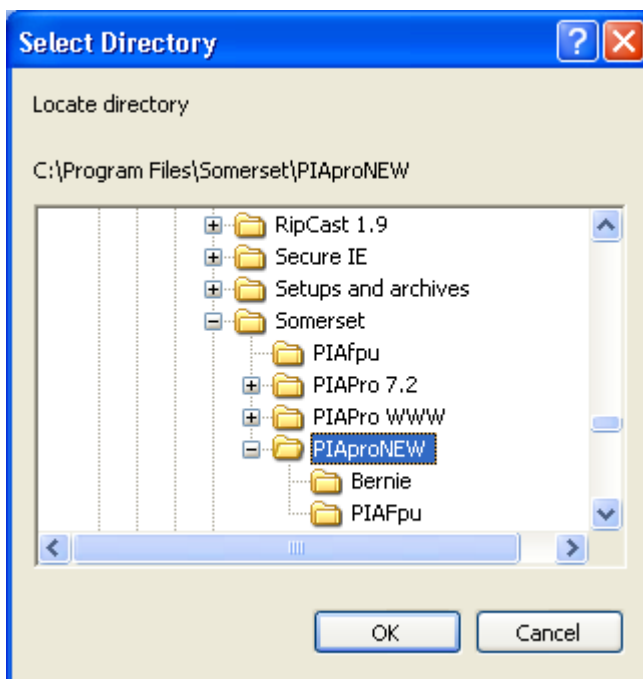 Select Directory
Locate directory
C:\Program Files\Somerset\PIAproNEW
RipCast 1.9
Secure IE
Setups and archives
Somerset
PIAfpu
PIAPro 7.2
PIAPro WWW
PIAproNEW
Bernie
PIAFpu
OK Cancel